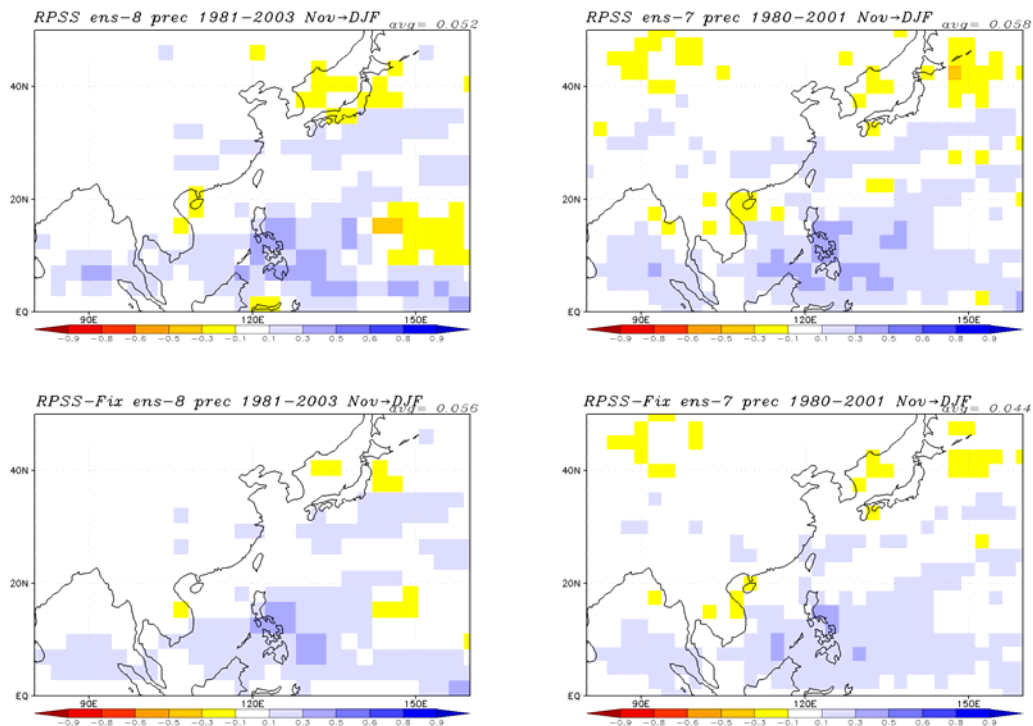 RPSS ens-8 prec 1981-2003 Nov→DJF
avg= 0.052
40N
20N
EQ
90E 120E 150E
-0.9 -0.8 -0.6 -0.5 -0.3 -0.1 0.1 0.3 0.6 0.8 0.9
RPSS ens-7 prec 1980-2001 Nov→DJF
avg= 0.058
40N
20N
EQ
90E 120E 150E
-0.9 -0.8 -0.6 -0.5 -0.3 -0.1 0.1 0.3 0.6 0.8 0.9
RPSS-Fix ens-8 prec 1981-2003 Nov→DJF
avg= 0.056
40N
20N
EQ
90E 120E 150E
-0.9 -0.8 -0.6 -0.5 -0.3 -0.1 0.1 0.3 0.6 0.8 0.9
RPSS-Fix ens-7 prec 1980-2001 Nov→DJF
avg= 0.044
40N
20N
EQ
90E 120E 150E
-0.9 -0.8 -0.6 -0.5 -0.3 -0.1 0.1 0.3 0.6 0.8 0.9